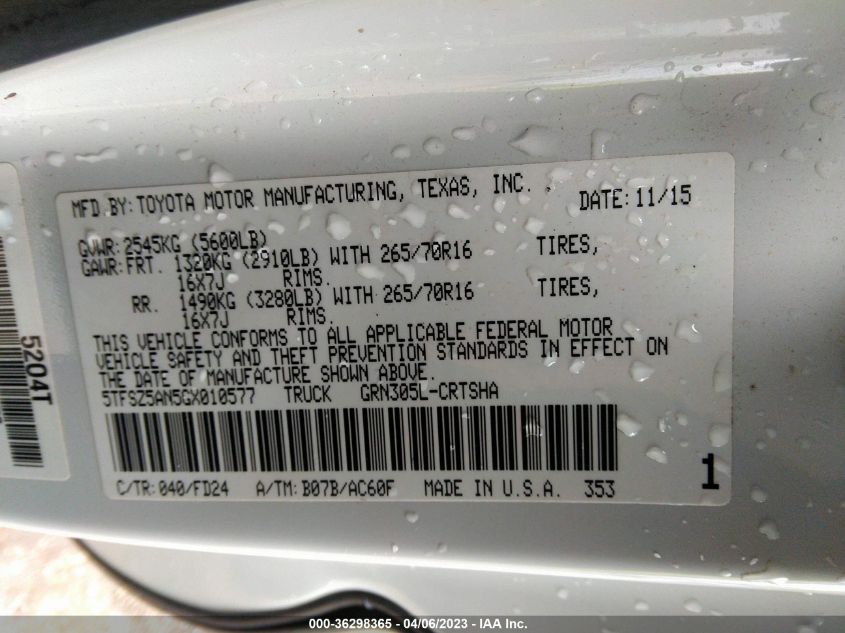 MFD BY: TOYOTA MOTOR MANUFACTURING, TEXAS, INC. DATE: 11/15
GVWR: 2545KG (5600LB)
GAWR: FRT. 1320KG (2910LB) WITH 265/70R16 TIRES,
16X7J RIMS.
RR. 1490KG (3280LB) WITH 265/70R16 TIRES,
16X7J RIMS.
THIS VEHICLE CONFORMS TO ALL APPLICABLE FEDERAL MOTOR
VEHICLE SAFETY AND THEFT PREVENTION STANDARDS IN EFFECT ON
THE DATE OF MANUFACTURE SHOWN ABOVE.
5TFSZ5AN5GX010577 TRUCK GRN305L-CRTSHA
C/TR: 040/FD24 A/TM: B07B/AC60F MADE IN U.S.A. 353
1
5204T
000-36298365 - 04/06/2023 - IAA Inc.